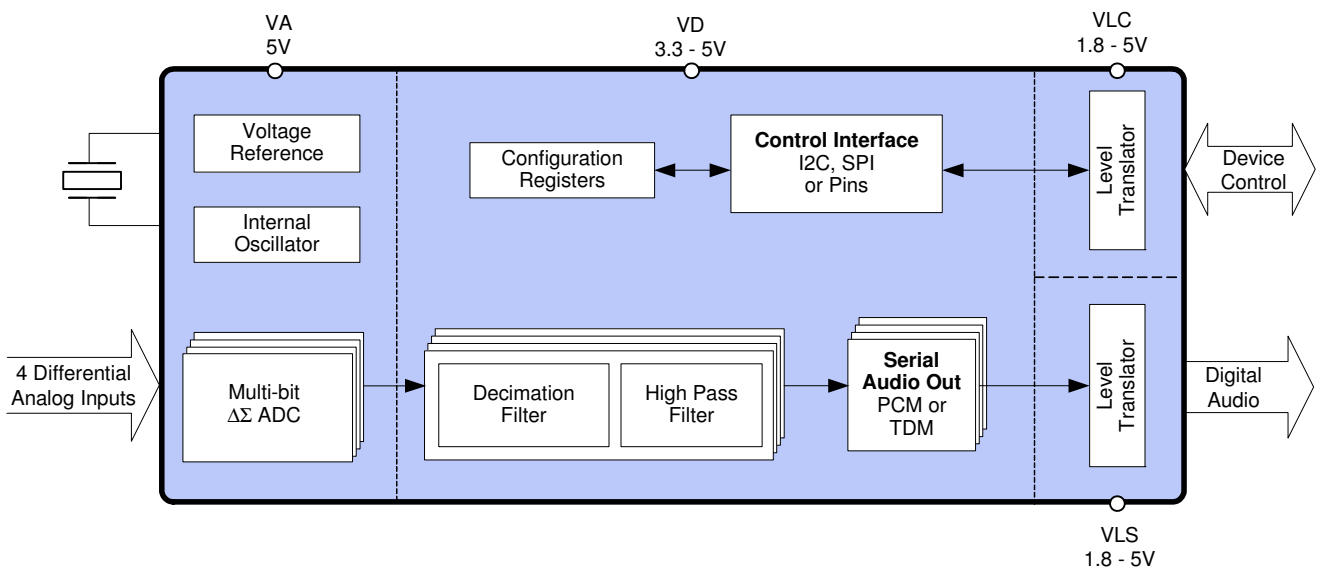 VA
5V
VD
3.3 - 5V
VLC
1.8 - 5V
Voltage
Reference
Internal
Oscillator
Configuration
Registers
Control Interface
I2C, SPI
or Pins
Level
Translator
Device
Control
4 Differential
Analog Inputs
Multi-bit
ΔΣ ADC
Decimation
Filter
High Pass
Filter
Serial
Audio Out
PCM or
TDM
Level
Translator
Digital
Audio
VLS
1.8 - 5V